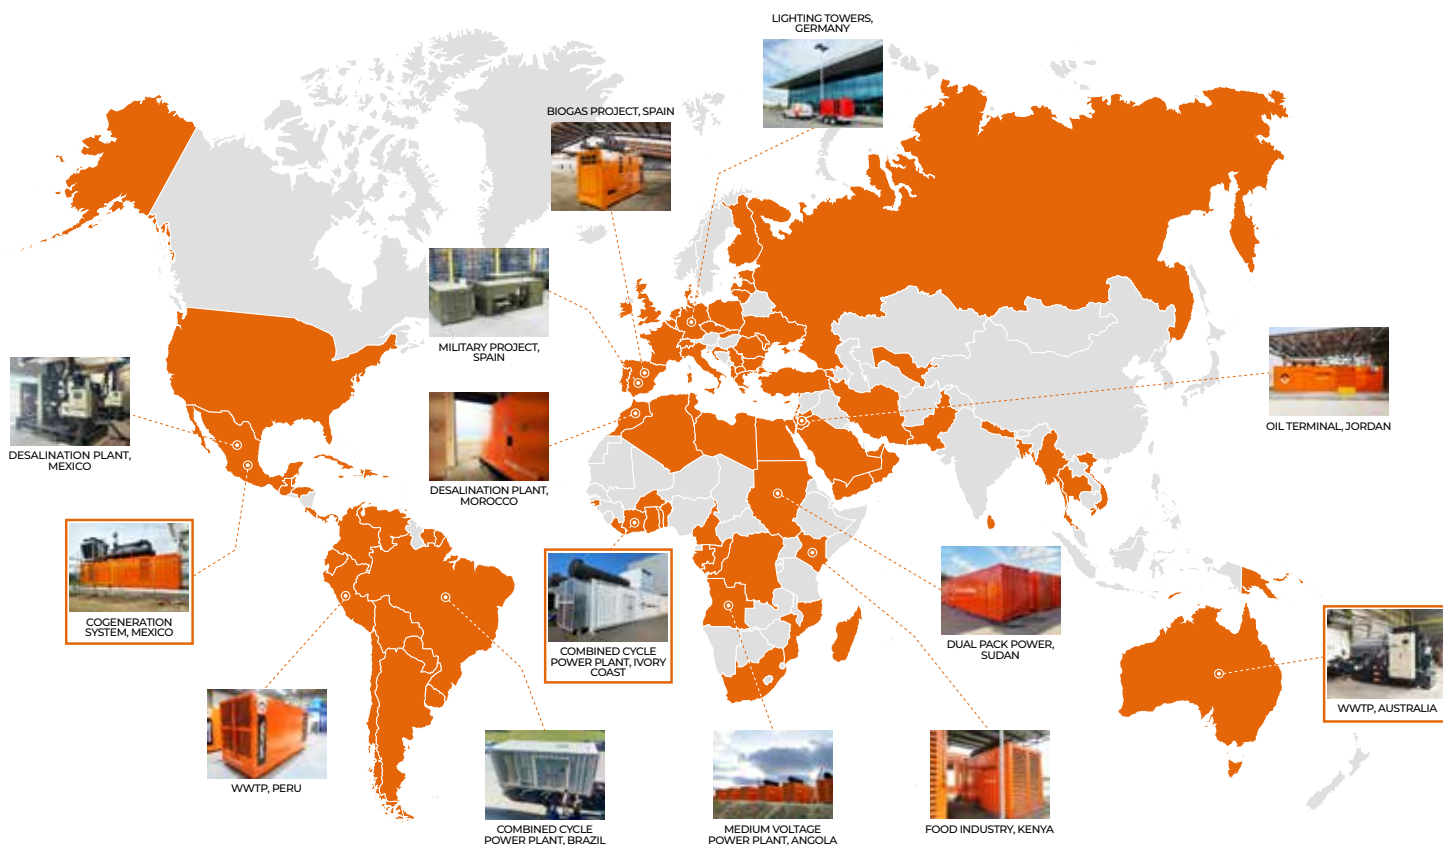 LIGHTING TOWERS,
GERMANY
BIOGAS PROJECT, SPAIN
MILITARY PROJECT,
SPAIN
DESALINATION PLANT,
MEXICO
DESALINATION PLANT,
MOROCCO
OIL TERMINAL, JORDAN
COGENERATION
SYSTEM, MEXICO
COMBINED CYCLE
POWER PLANT, IVORY
COAST
DUAL PACK POWER,
SUDAN
WWTP, AUSTRALIA
WWTP, PERU
COMBINED CYCLE
POWER PLANT, BRAZIL
MEDIUM VOLTAGE
POWER PLANT, ANGOLA
FOOD INDUSTRY, KENYA